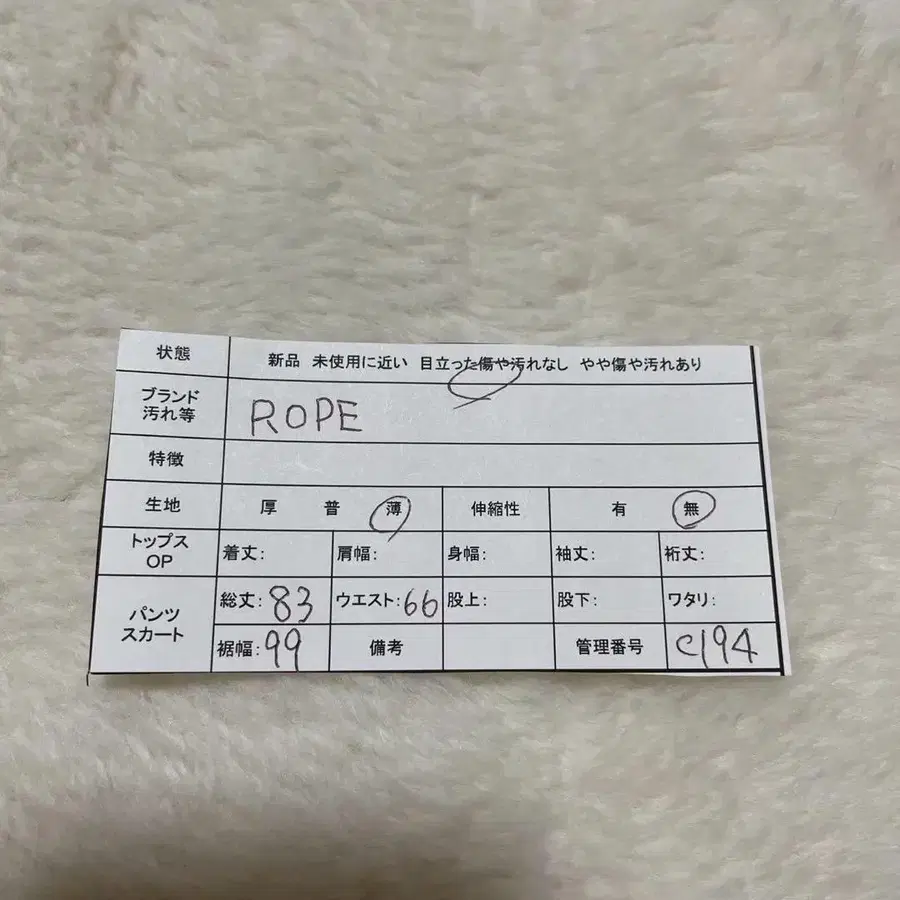 状態 新品 未使用に近い 目立った傷や汚れなし やや傷や汚れあり
ブランド
汚れ等 ROPE
特徴
生地 厚 普 薄 伸縮性 有 無
トップス
OP 着丈: 肩幅: 身幅: 袖丈: 裄丈:
パンツ
スカート
総丈:83 ウエスト:66 股上: 股下: ワタリ:
裾幅:99 備考 管理番号 C194